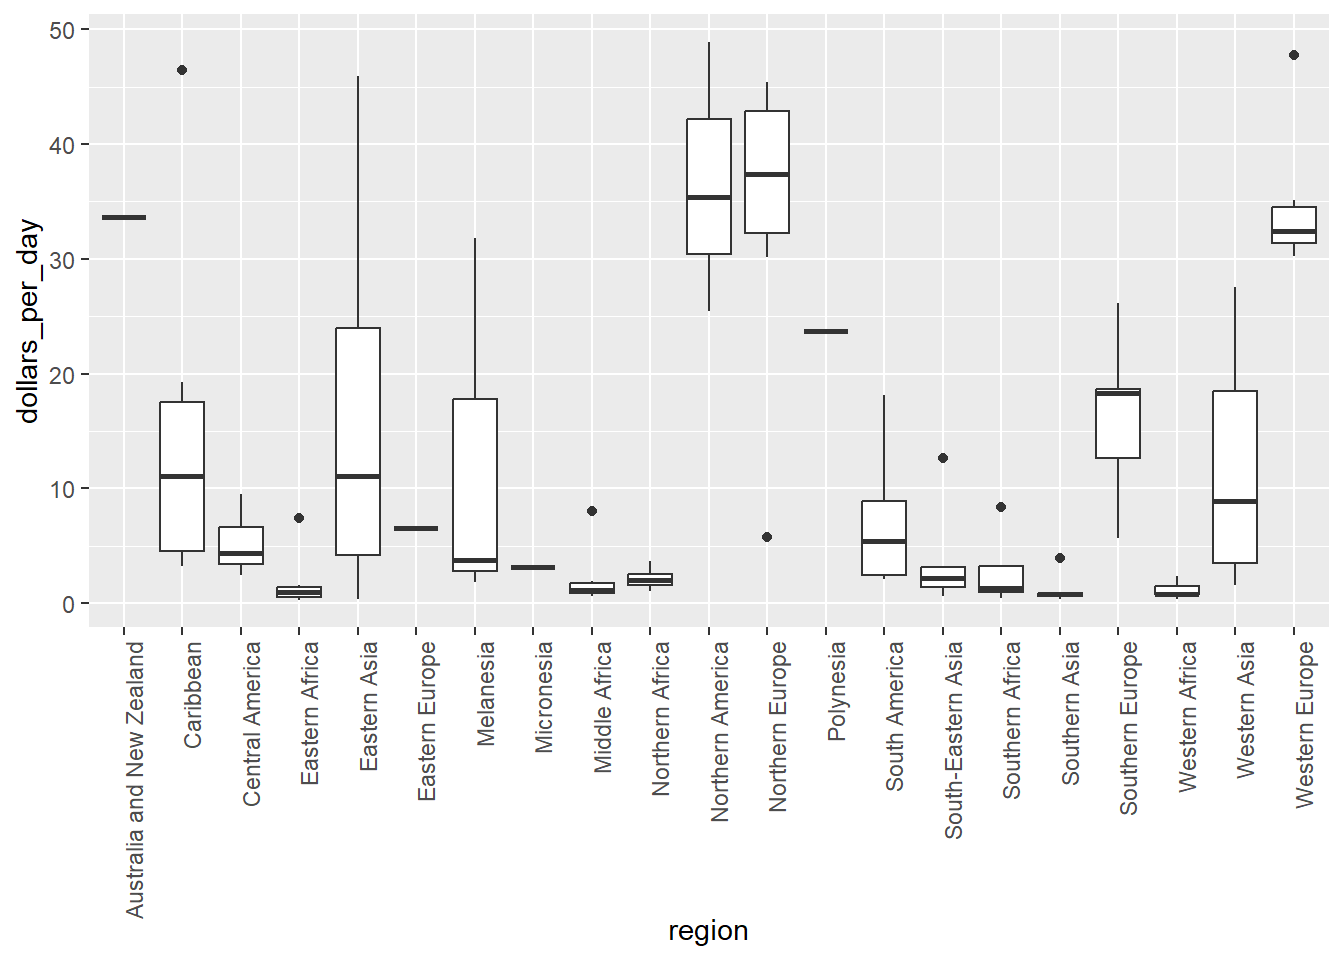 50
40
30
20
10
0
dollars_per_day
Australia and New Zealand
Caribbean
Central America
Eastern Africa
Eastern Asia
Eastern Europe
Melanesia
Micronesia
Middle Africa
Northern Africa
Northern America
Northern Europe
Polynesia
South America
South-Eastern Asia
Southern Africa
Southern Asia
Southern Europe
Western Africa
Western Asia
Western Europe
region